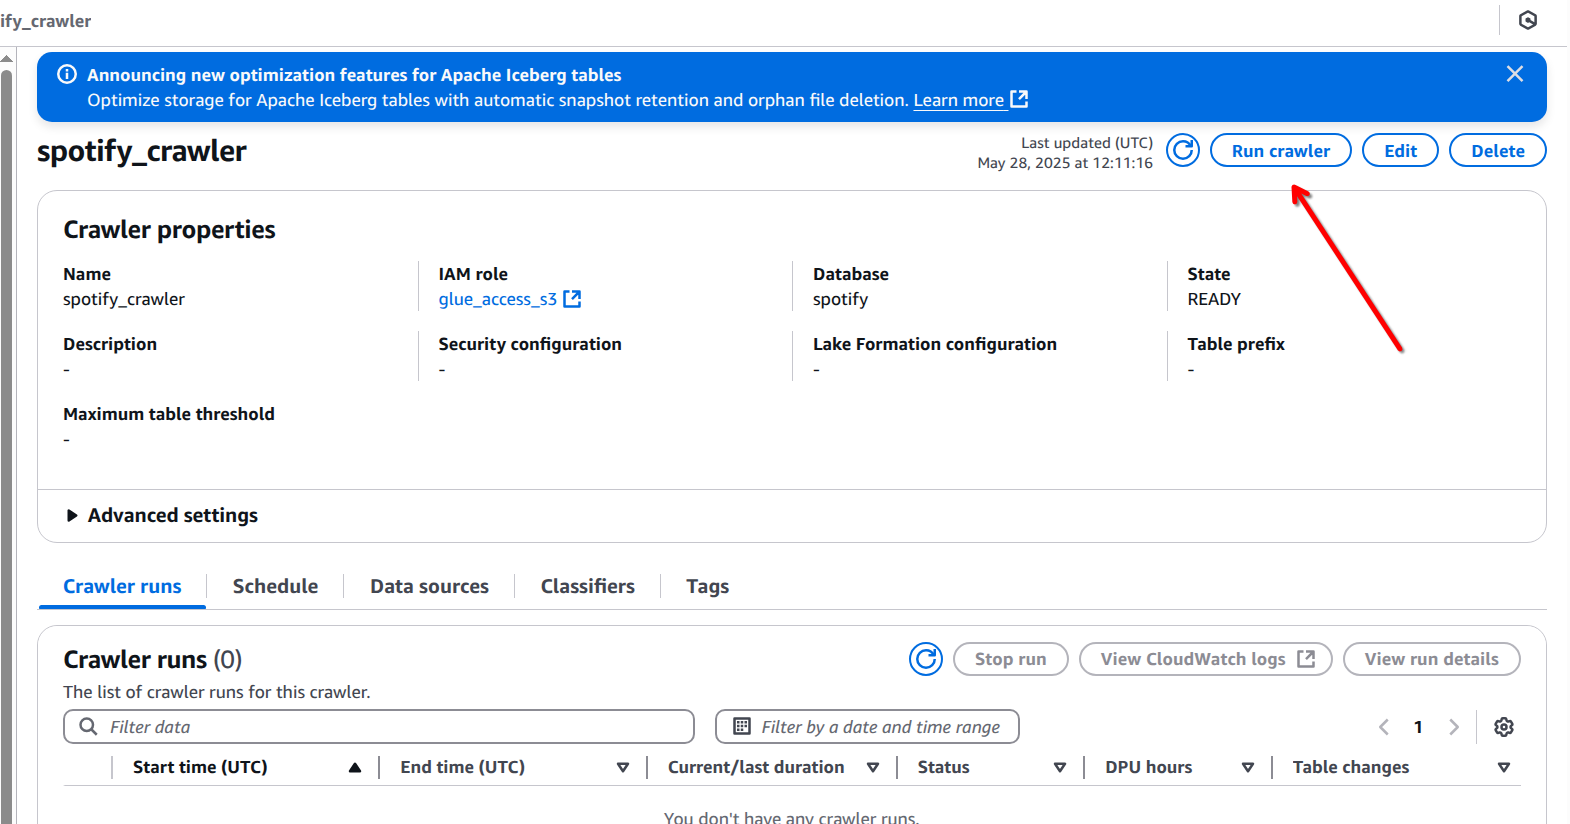 ify_crawler
Announcing new optimization features for Apache Iceberg tables
Optimize storage for Apache Iceberg tables with automatic snapshot retention and orphan file deletion. Learn more
spotify_crawler
Last updated (UTC)
May 28, 2025 at 12:11:16
Run crawler
Edit
Delete
Crawler properties
Name
spotify_crawler
IAM role
glue_access_s3
Database
spotify
State
READY
Description
-
Security configuration
-
Lake Formation configuration
-
Table prefix
-
Maximum table threshold
-
Advanced settings
Crawler runs
Schedule
Data sources
Classifiers
Tags
Crawler runs (0)
Stop run
View CloudWatch logs
View run details
The list of crawler runs for this crawler.
Filter data
Filter by a date and time range
1
Start time (UTC)
End time (UTC)
Current/last duration
Status
DPU hours
Table changes
You don't have any crawler runs.